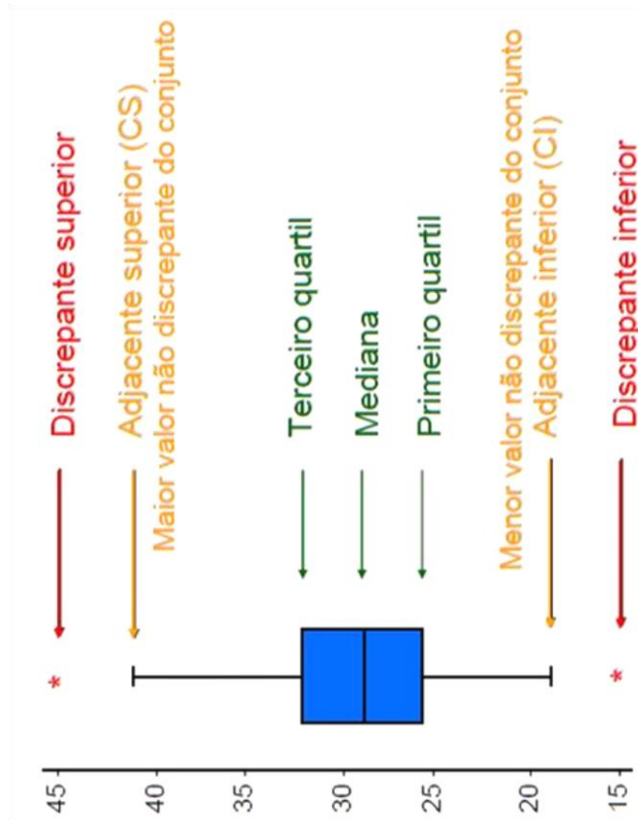 45
*
Discrepante superior
Adjacente superior (CS)
Maior valor não discrepante do conjunto
40
35
Terceiro quartil
30
Mediana
Primeiro quartil
25
Menor valor não discrepante do conjunto
Adjacente inferior (CI)
20
15
*
Discrepante inferior